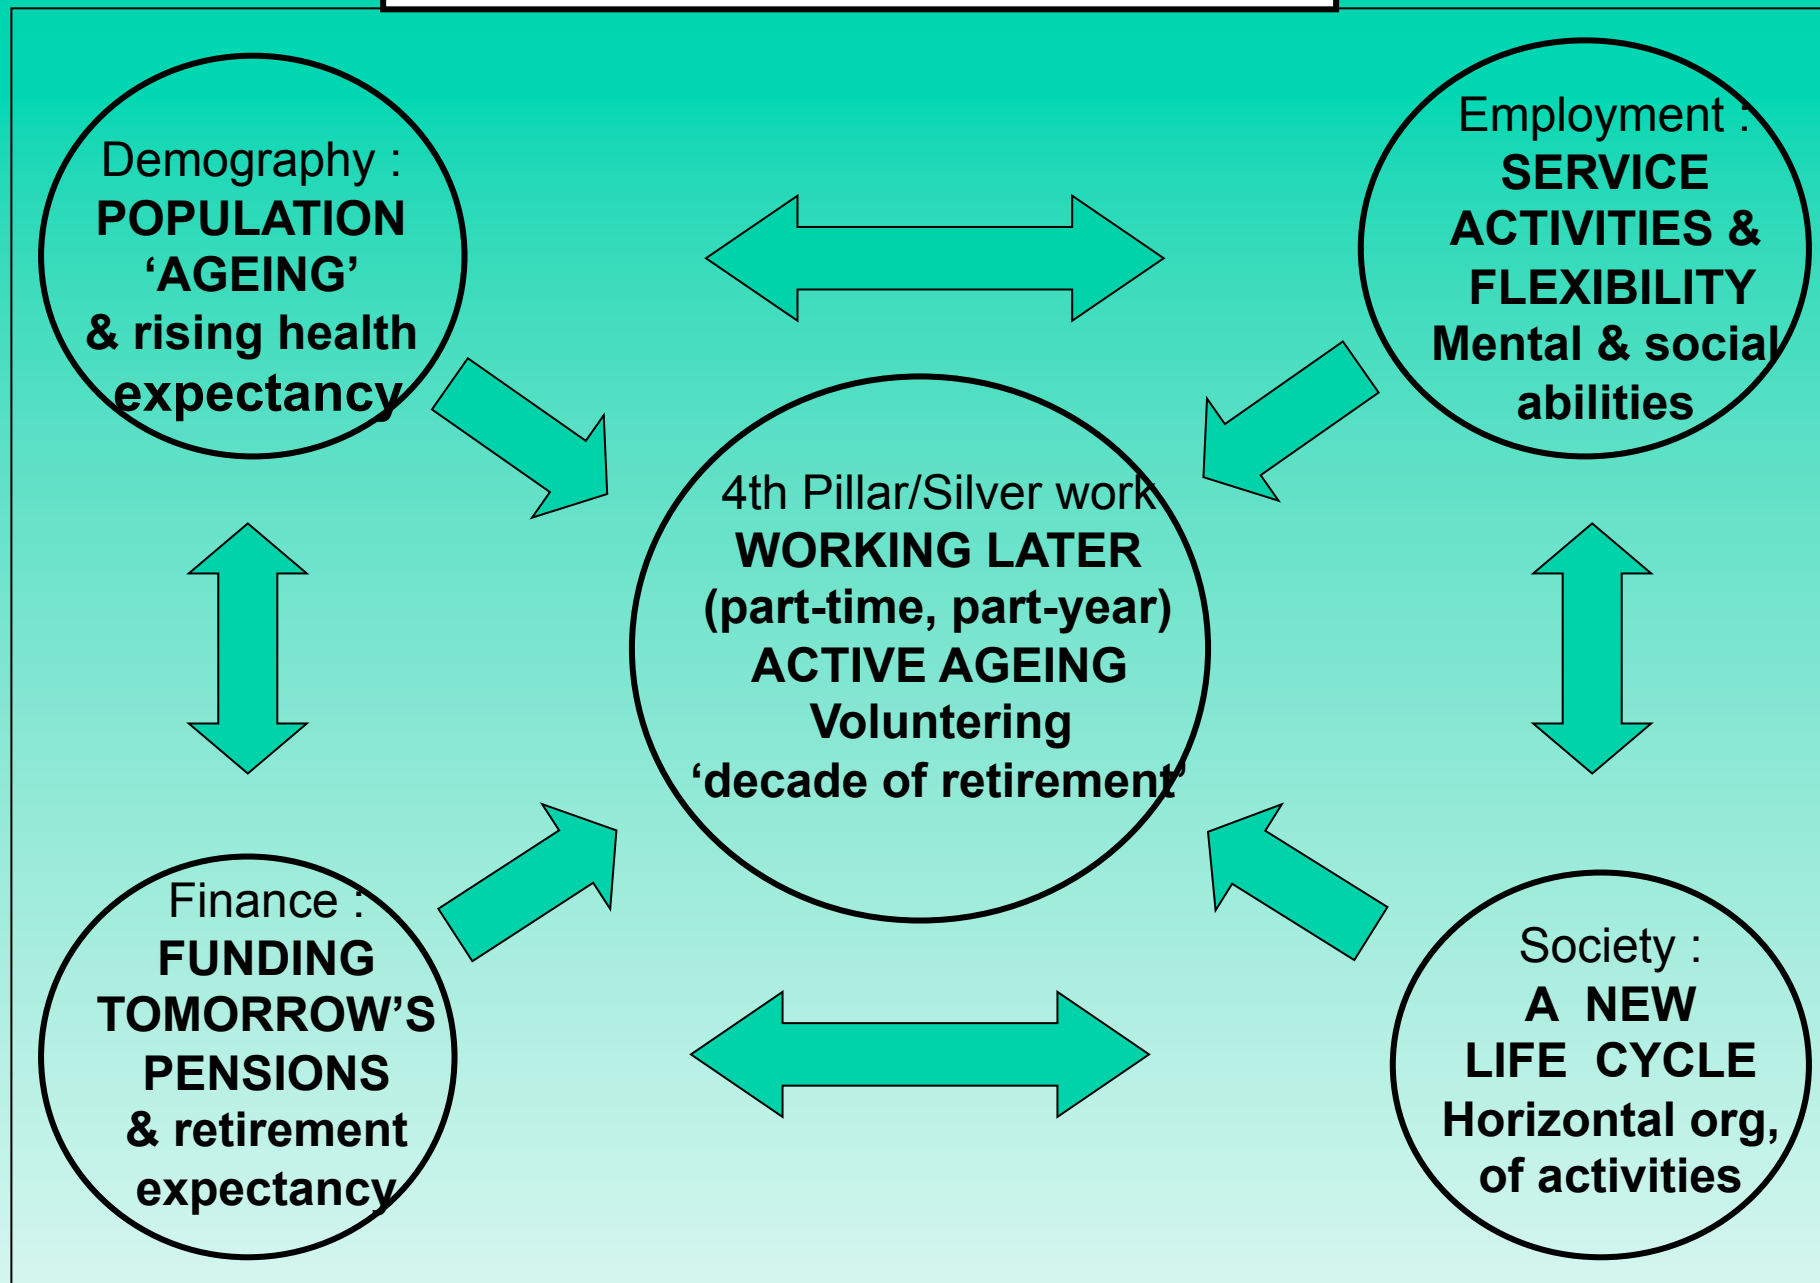 Demography :
POPULATION
‘AGEING’
& rising health
expectancy
Employment :
SERVICE
ACTIVITIES &
FLEXIBILITY
Mental & social
abilities
4th Pillar/Silver work
WORKING LATER
(part-time, part-year)
ACTIVE AGEING
Voluntering
‘decade of retirement’
Finance :
FUNDING
TOMORROW’S
PENSIONS
& retirement
expectancy
Society :
A NEW
LIFE CYCLE
Horizontal org,
of activities